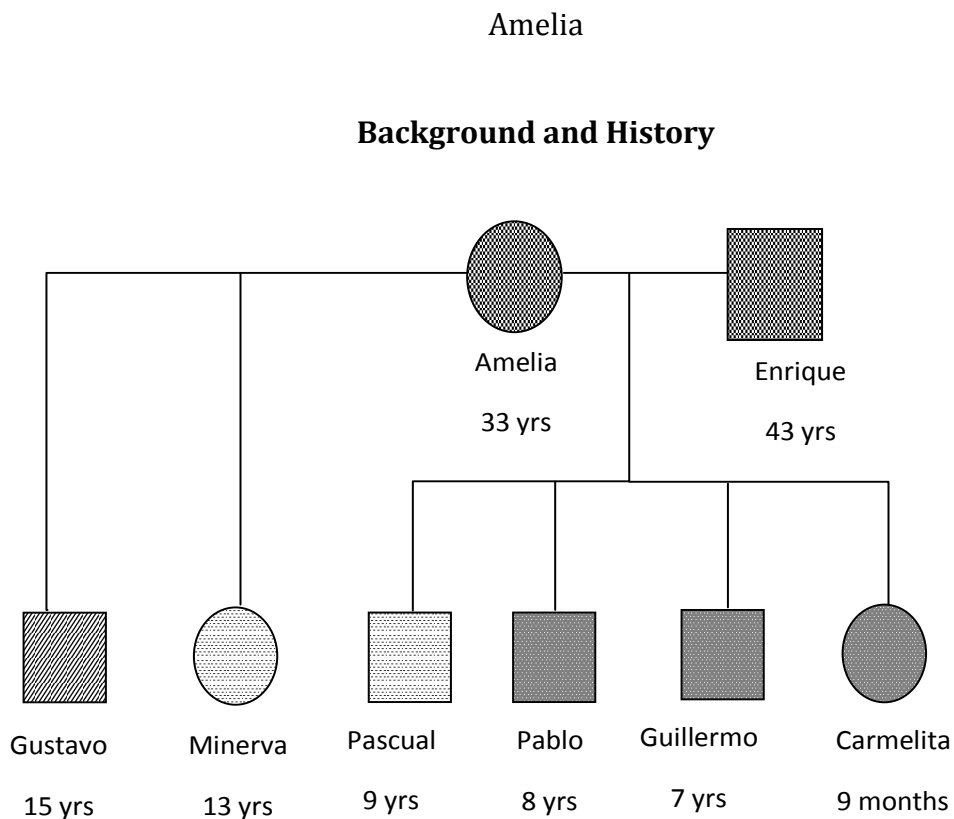 Amelia
Background and History
Amelia
Enrique
33 yrs
43 yrs
Gustavo
Minerva
Pascual
Pablo
Guillermo
Carmelita
15 yrs
13 yrs
9 yrs
8 yrs
7 yrs
9 months